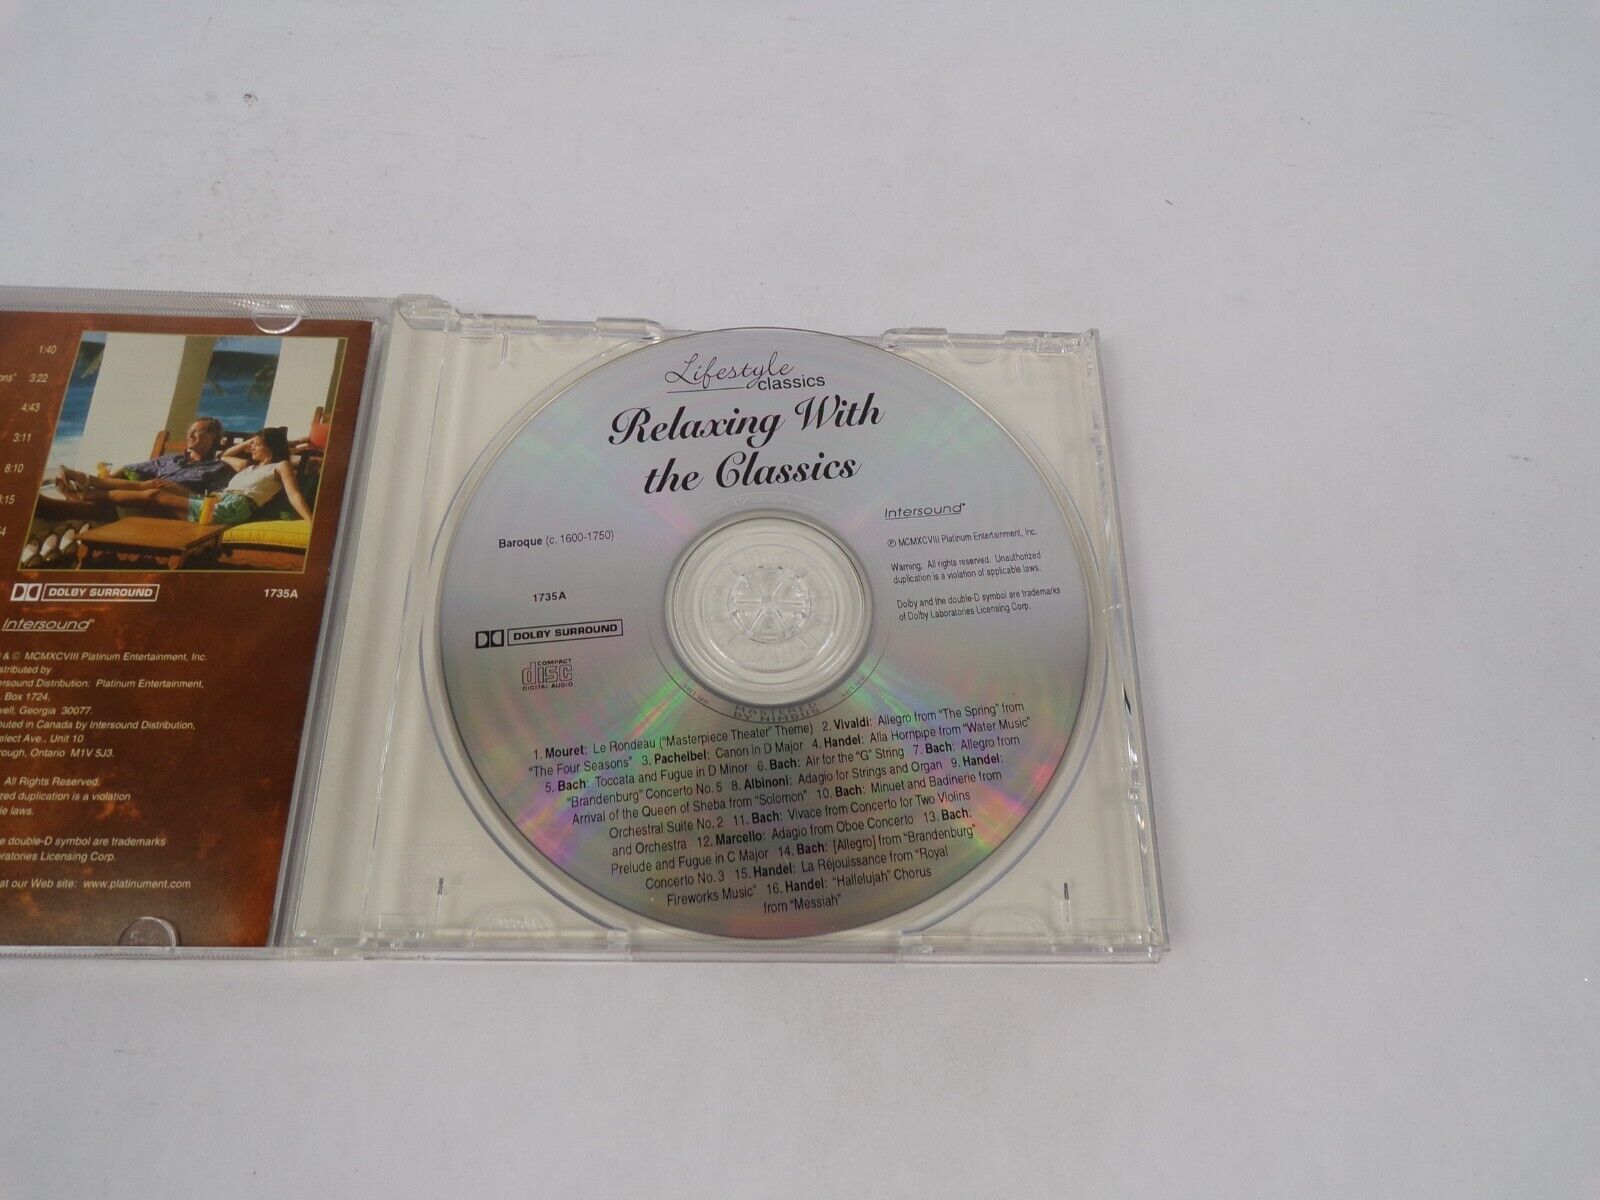 1:40
ons" 3:22
4:43
3:11
8:10
:15
DOLBY SURROUND
1735A
Intersound®
& © MCMXCVIII Platinum Entertainment, Inc.
tributed by
ersound Distribution: Platinum Entertainment,
. Box 1724,
well, Georgia 30077.
buted in Canada by Intersound Distribution,
elect Ave., Unit 10
rough, Ontario M1V 5J3.
All Rights Reserved.
zed duplication is a violation
le laws.
e double-D symbol are trademarks
oratories Licensing Corp.
at our Web site: www.platinument.com
Lifestyle
classics
Relaxing With
the Classics
Baroque (c. 1600-1750)
1735A
DOLBY SURROUND
COMPACT
disc
DIGITAL AUDIO
Intersound®
℗ MCMXCVIII Platinum Entertainment, Inc.
Warning: All rights reserved. Unauthorized
duplication is a violation of applicable laws.
Dolby and the double-D symbol are trademarks
of Dolby Laboratories Licensing Corp.
MASTERED
BY NIMBUS
1. Mouret: Le Rondeau ("Masterpiece Theater" Theme) 2. Vivaldi: Allegro from "The Spring" from
"The Four Seasons" 3. Pachelbel: Canon in D Major 4. Handel: Alla Hornpipe from "Water Music"
5. Bach: Toccata and Fugue in D Minor 6. Bach: Air for the "G" String 7. Bach: Allegro from
"Brandenburg" Concerto No. 5 8. Albinoni: Adagio for Strings and Organ 9. Handel:
Arrival of the Queen of Sheba from "Solomon" 10. Bach: Minuet and Badinerie from
Orchestral Suite No. 2 11. Bach: Vivace from Concerto for Two Violins
and Orchestra 12. Marcello: Adagio from Oboe Concerto 13. Bach:
Prelude and Fugue in C Major 14. Bach: [Allegro] from "Brandenburg"
Concerto No. 3 15. Handel: La Réjouissance from "Royal
Fireworks Music" 16. Handel: "Hallelujah" Chorus
from "Messiah"